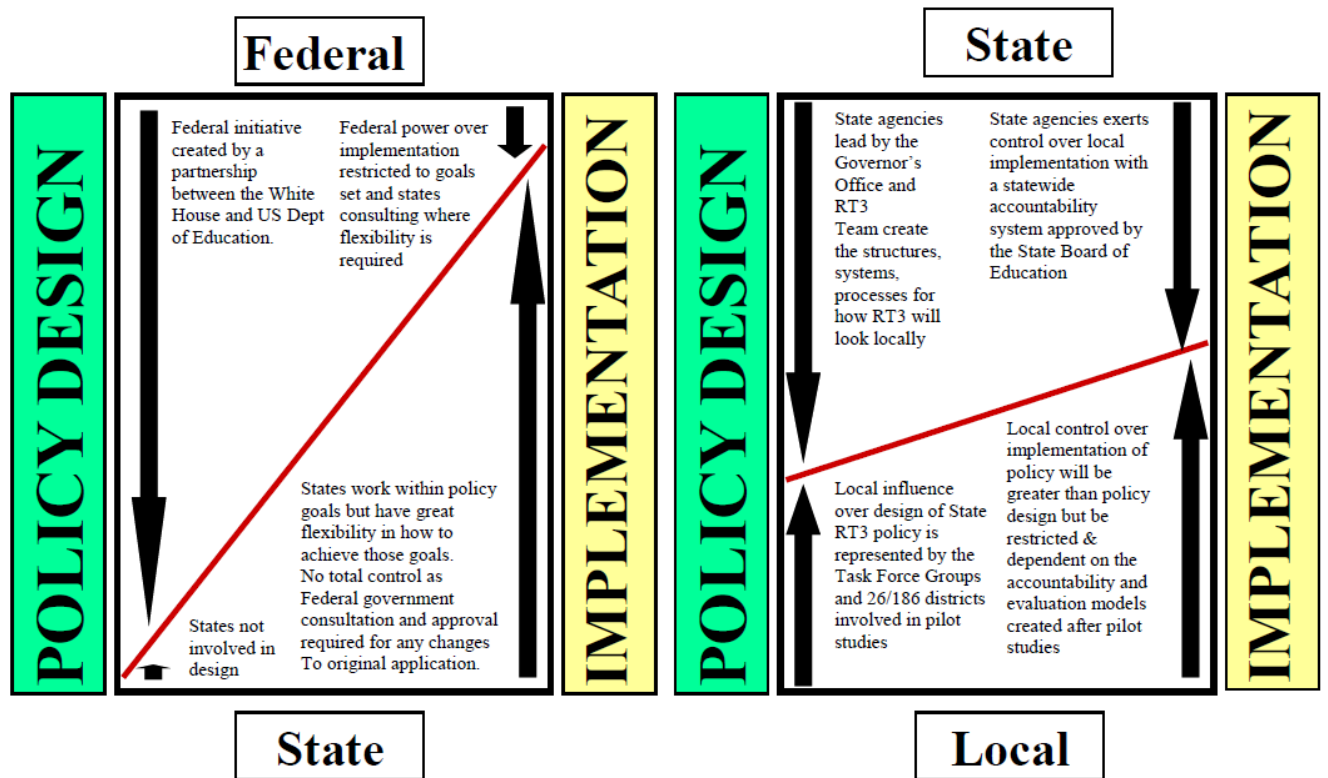 Federal
POLICY DESIGN
Federal initiative
created by a
partnership
between the White
House and US Dept
of Education.
Federal power over
implementation
restricted to goals
set and states
consulting where
flexibility is
required
States not
involved in
design
States work within policy
goals but have great
flexibility in how to
achieve those goals.
No total control as
Federal government
consultation and approval
required for any changes
To original application.
IMPLEMENTATION
State
State
POLICY DESIGN
State agencies
lead by the
Governor's
Office and
RT3
Team create
the structures,
systems,
processes for
how RT3 will
look locally
State agencies exerts
control over local
implementation with
a statewide
accountability
system approved by
the State Board of
Education
Local influence
over design of State
RT3 policy is
represented by the
Task Force Groups
and 26/186 districts
involved in pilot
studies
Local control over
implementation of
policy will be
greater than policy
design but be
restricted &
dependent on the
accountability and
evaluation models
created after pilot
studies
IMPLEMENTATION
Local